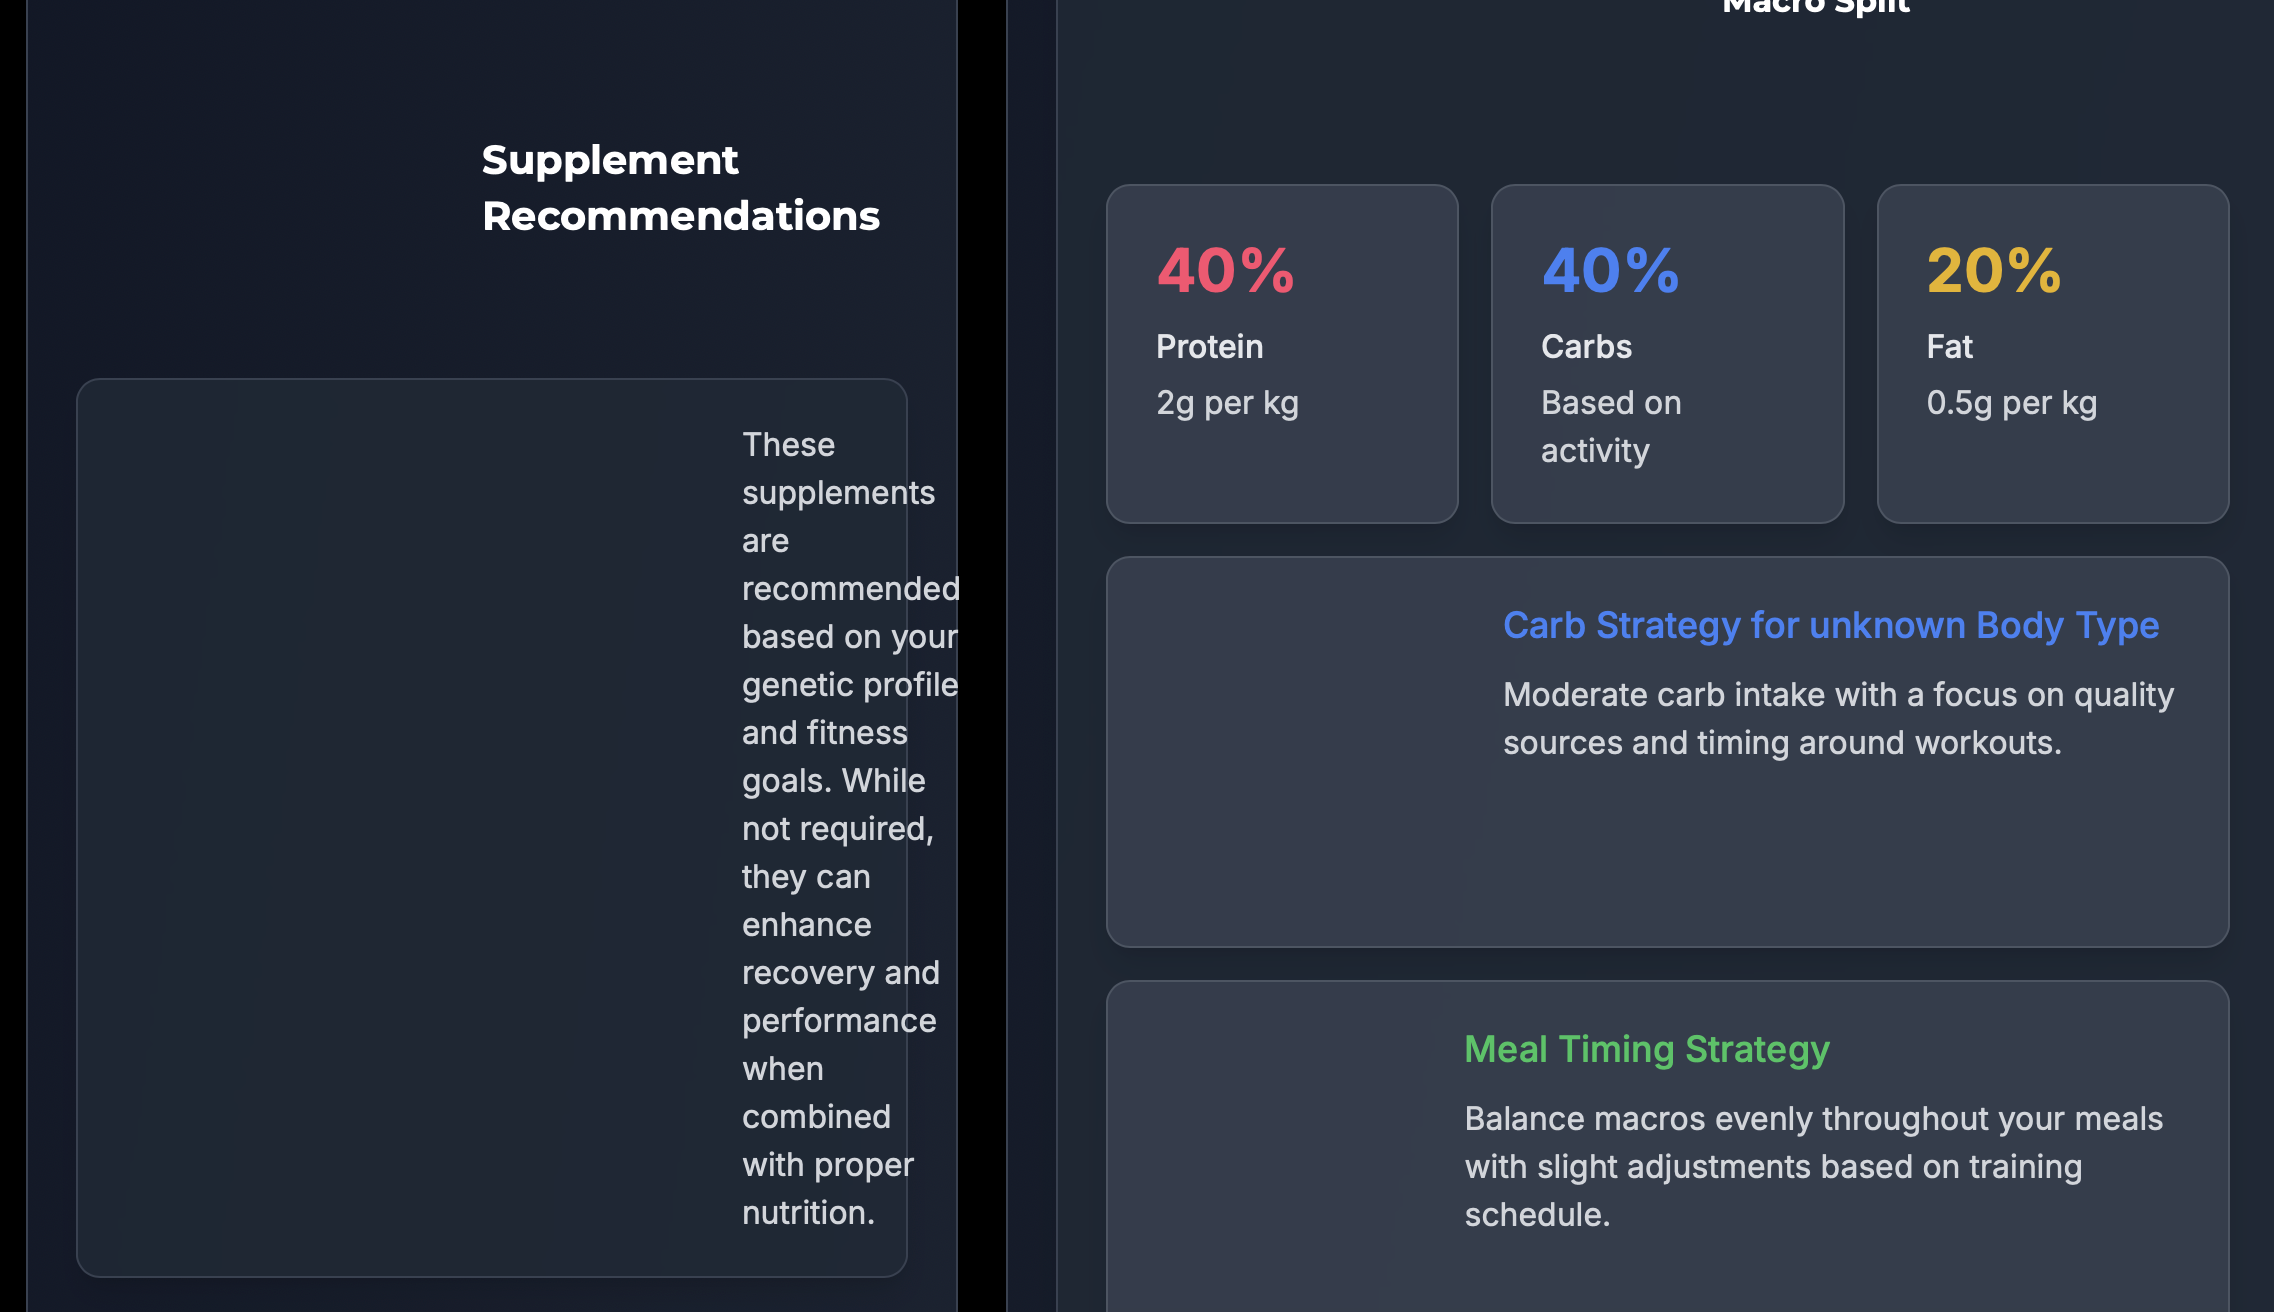 Supplement
Recommendations
These
supplements
are
recommended
based on your
genetic profile
and fitness
goals. While
not required,
they can
enhance
recovery and
performance
when
combined
with proper
nutrition.
Macro Split
40%
Protein
2g per kg
40%
Carbs
Based on
activity
20%
Fat
0.5g per kg
Carb Strategy for unknown Body Type
Moderate carb intake with a focus on quality
sources and timing around workouts.
Meal Timing Strategy
Balance macros evenly throughout your meals
with slight adjustments based on training
schedule.